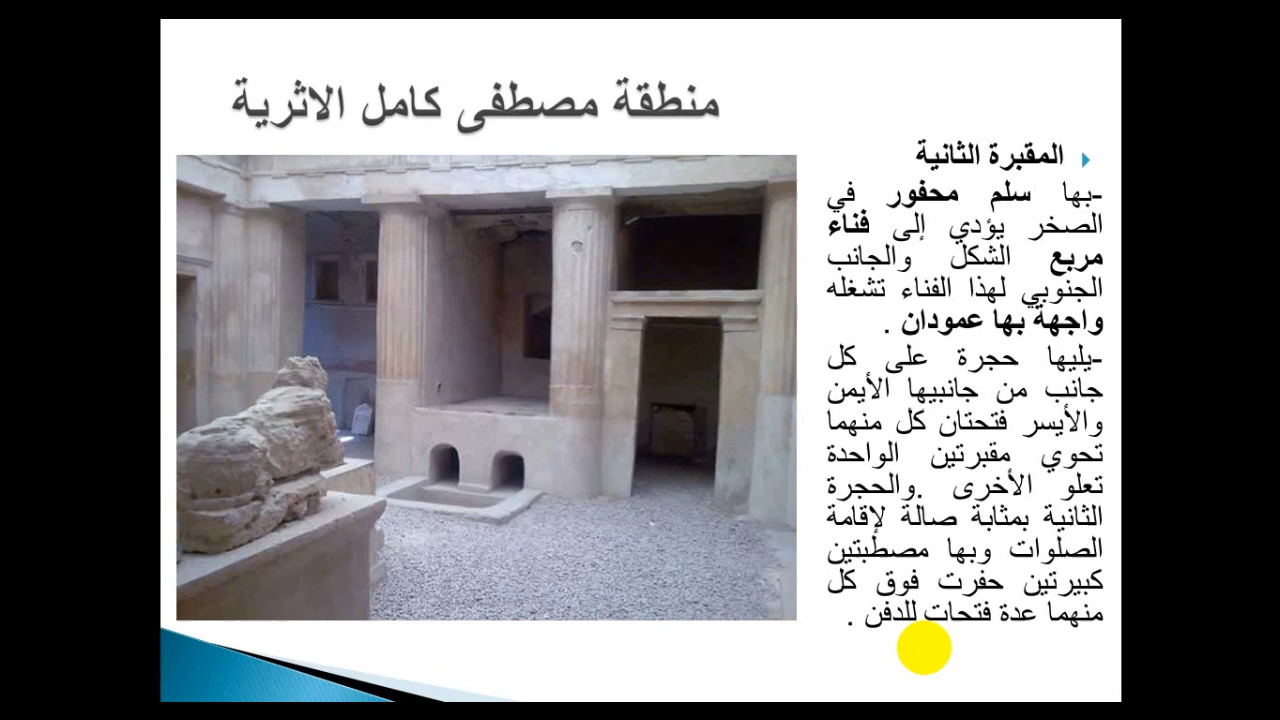 منطقة مصطفى كامل الاثرية
المقبرة الثانية
-بها سلم محفور في
الصخر يؤدي إلى فناء
مربع الشكل والجانب
الجنوبي لهذا الفناء تشغله
واجهة بها عمودان .
-يليها حجرة على كل
جانب من جانبيها الأيمن
والأيسر فتحتان كل منهما
تحوي مقبرتين الواحدة
تعلو الأخرى .والحجرة
الثانية بمثابة صالة لإقامة
الصلوات وبها مصطبتين
كبيرتين حفرت فوق كل
منهما عدة فتحات للدفن .